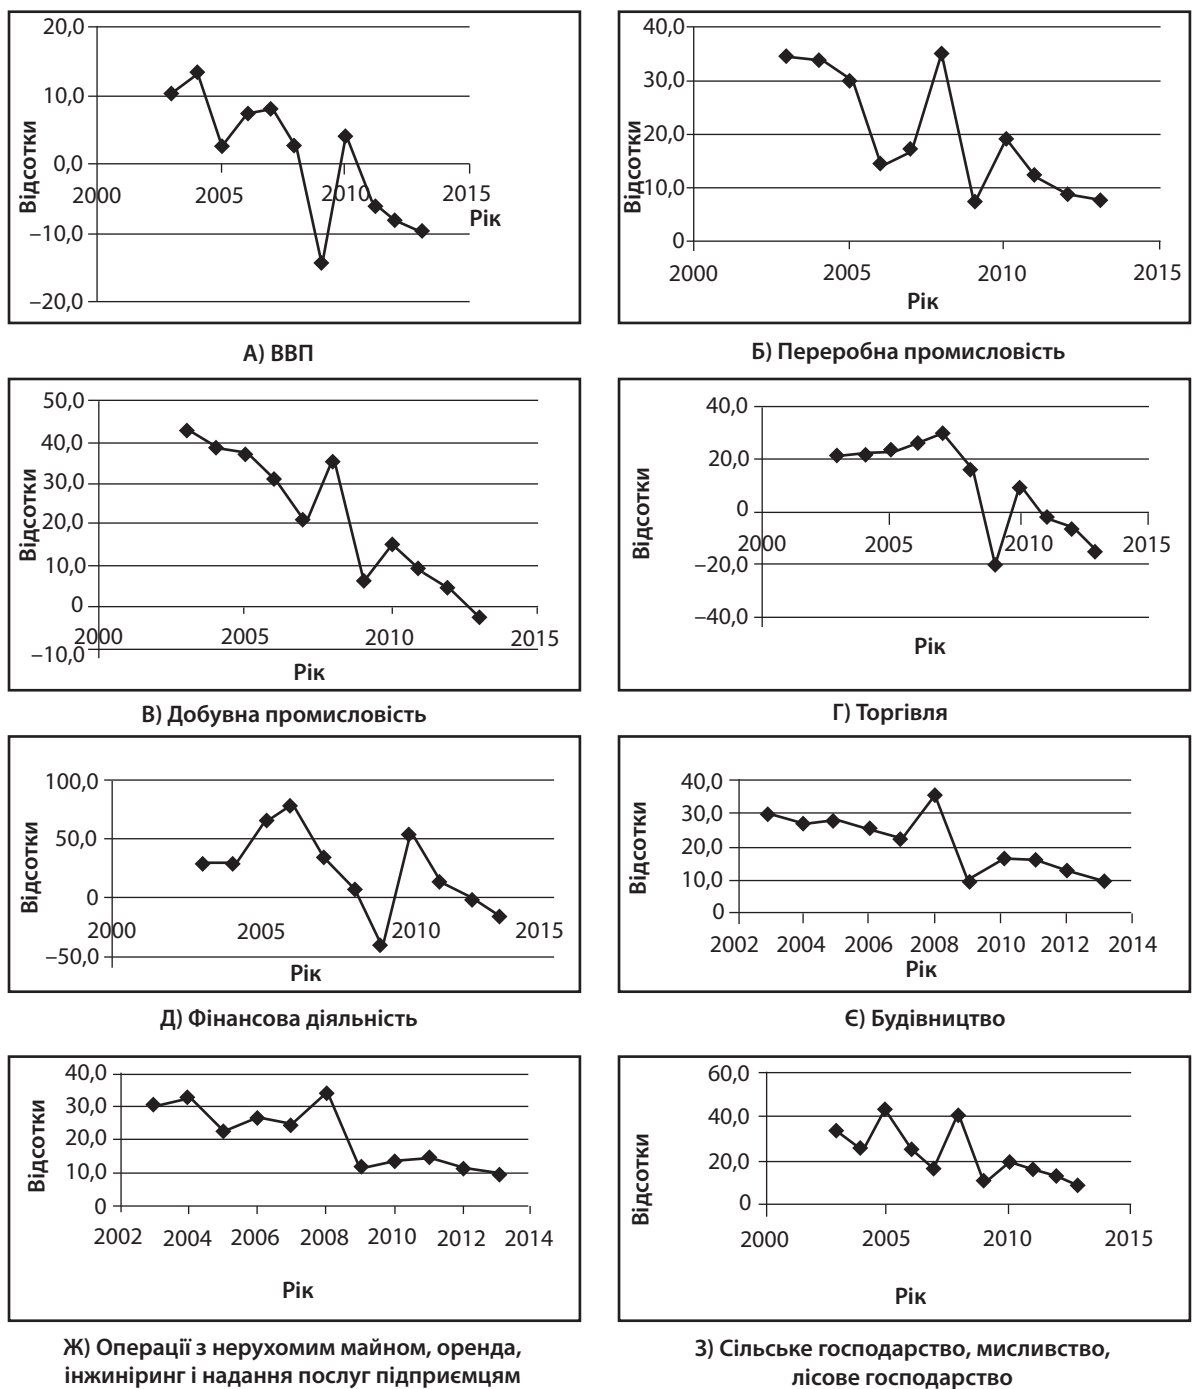 20,0
10,0
0,0
–10,0
–20,0
Відсотки
2000
2005
2010
2015
Рік
А) ВВП
40,0
30,0
20,0
10,0
0
Відсотки
2000
2005
2010
2015
Рік
Б) Переробна промисловість
50,0
40,0
30,0
20,0
10,0
0
–10,0
Відсотки
2000
2005
2010
2015
Рік
В) Добувна промисловість
40,0
20,0
0
–20,0
–40,0
Відсотки
2000
2005
2010
2015
Рік
Г) Торгівля
100,0
50,0
0
–50,0
Відсотки
2000
2005
2010
2015
Рік
Д) Фінансова діяльність
40,0
30,0
20,0
10,0
0
Відсотки
2002 2004 2006 2008 2010 2012 2014
Рік
Є) Будівництво
40,0
30,0
20,0
10,0
0
Відсотки
2002 2004 2006 2008 2010 2012 2014
Рік
Ж) Операції з нерухомим майном, оренда,
інжиніринг і надання послуг підприємцям
60,0
40,0
20,0
0
Відсотки
2000
2005
2010
2015
Рік
З) Сільське господарство, мисливство,
лісове господарство